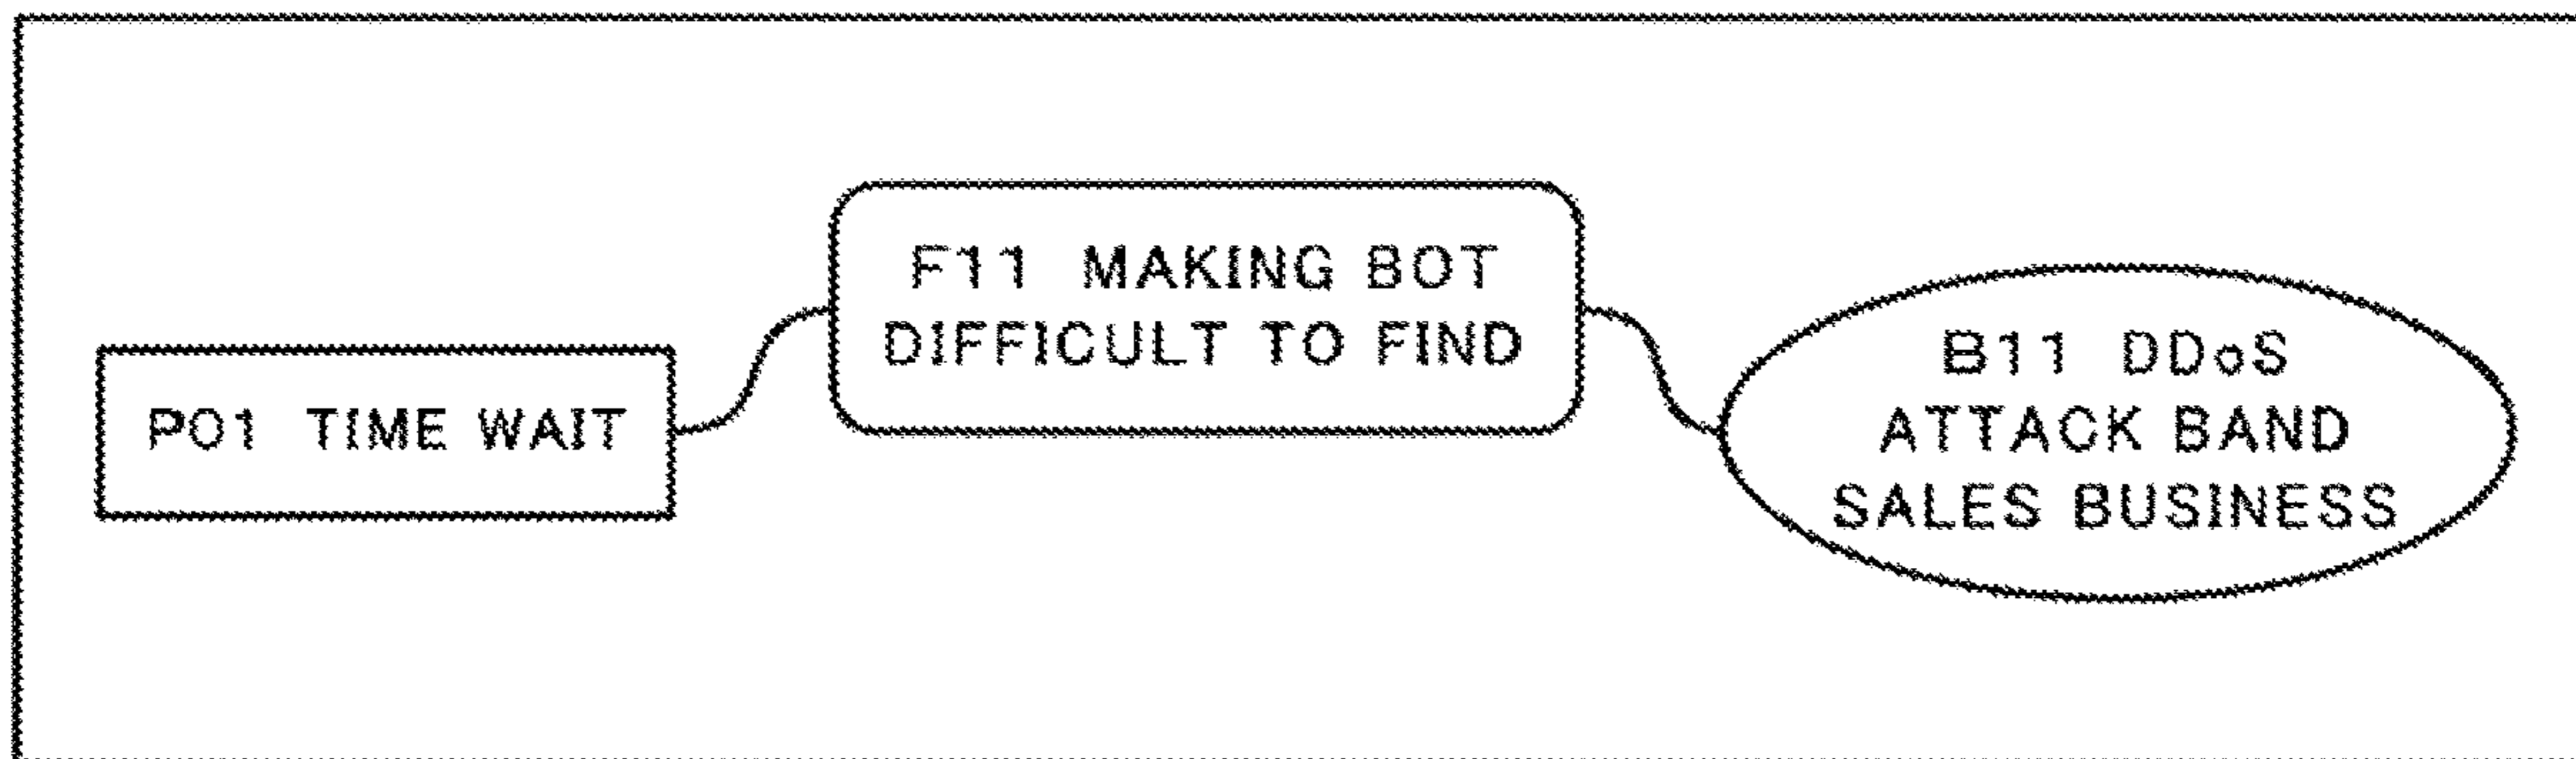 P01 TIME WAIT
F11 MAKING BOT
DIFFICULT TO FIND
B11 DDoS
ATTACK BAND
SALES BUSINESS